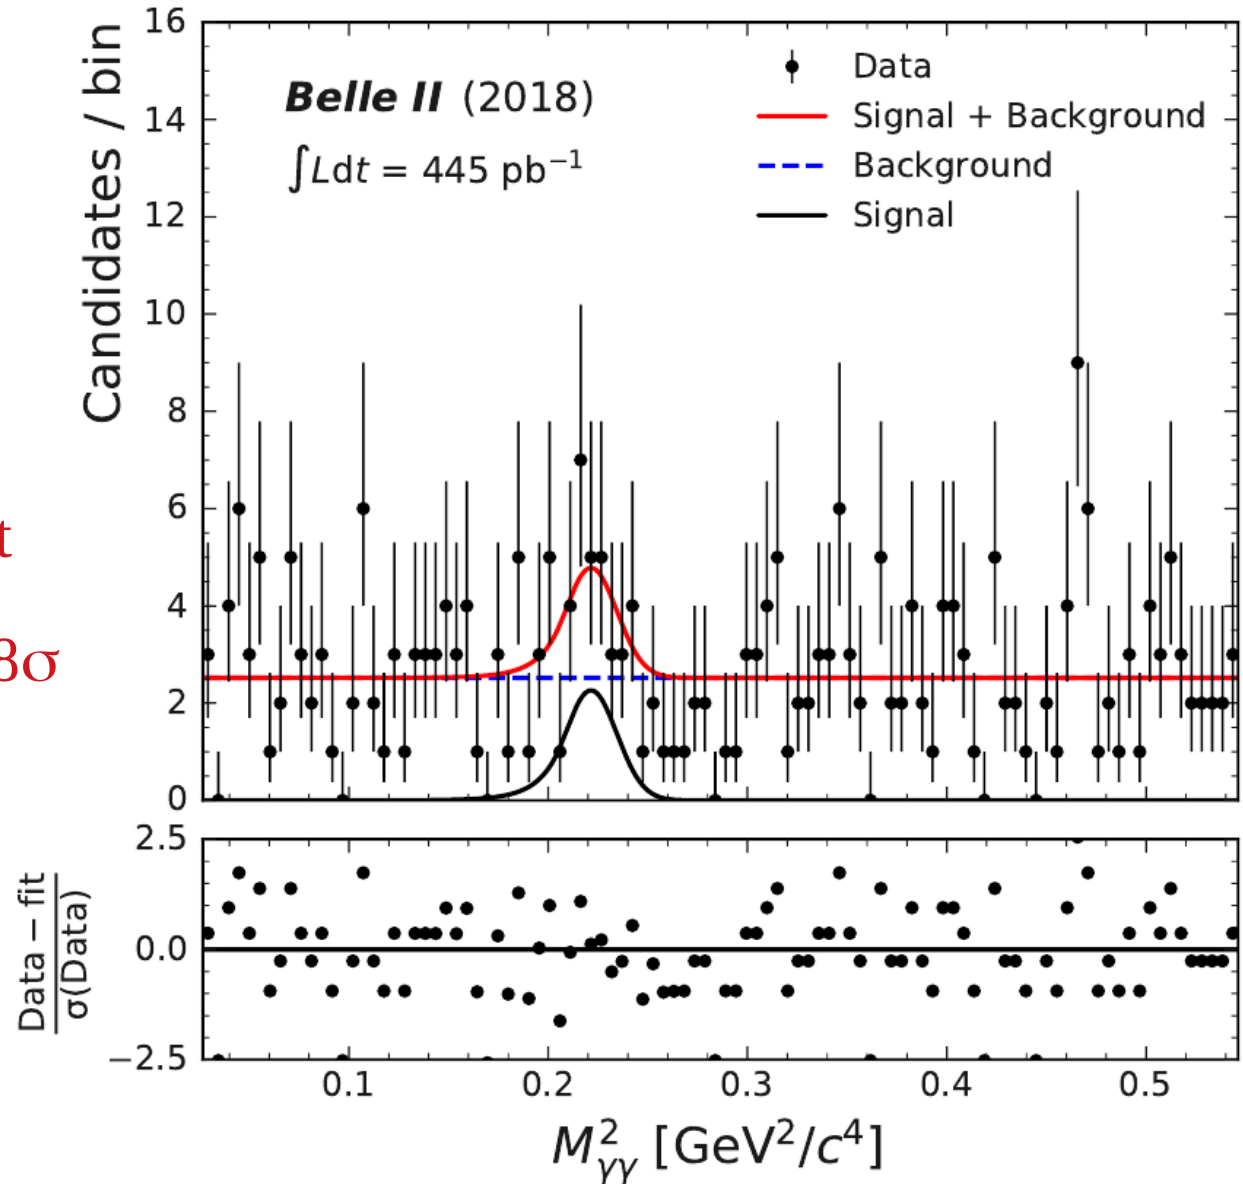 Candidates / bin
16
14
12
10
8
6
4
2
0
Belle II (2018)
∫Ldt = 445 pb⁻¹
Data
Signal + Background
Background
Signal
t
8σ
Data − fit
σ(Data)
2.5
0.0
−2.5
0.1 0.2 0.3 0.4 0.5
M²γγ [GeV²/c⁴]